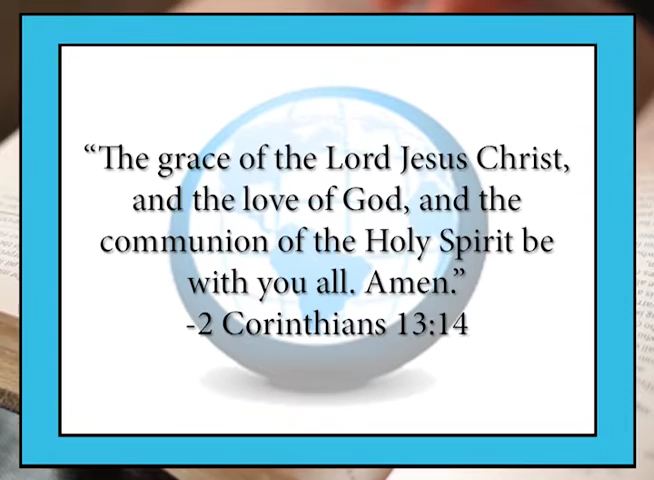 “The grace of the Lord Jesus Christ,
and the love of God, and the
communion of the Holy Spirit be
with you all. Amen.”
-2 Corinthians 13:14